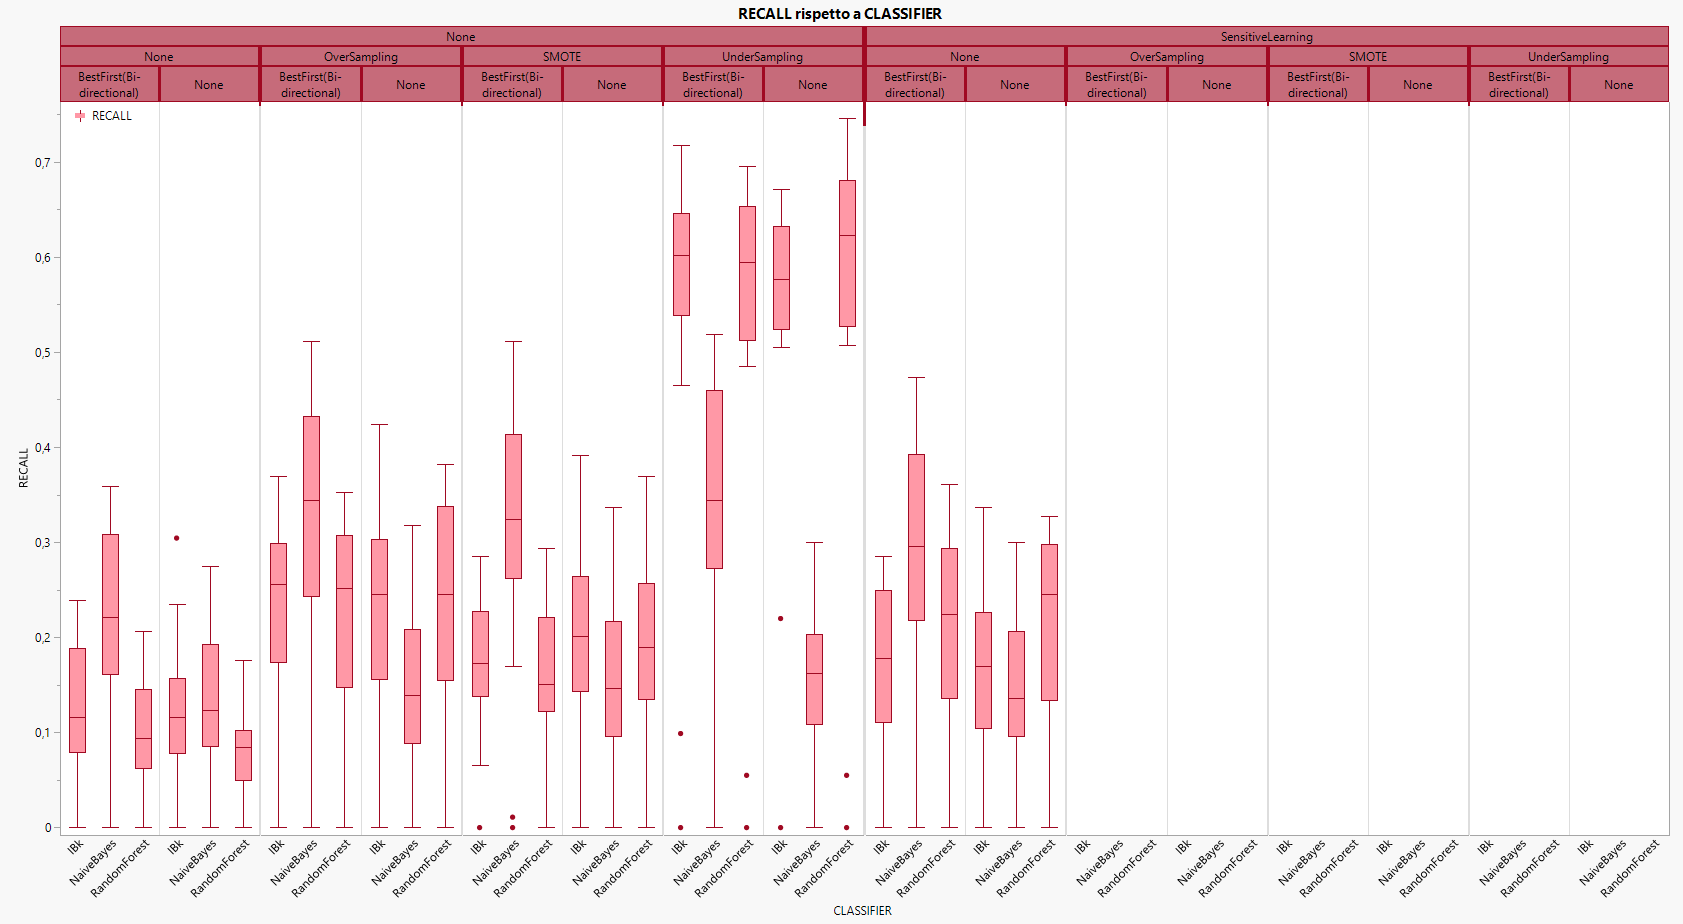 RECALL rispetto a CLASSIFIER
None SensitiveLearning
None OverSampling SMOTE UnderSampling None OverSampling SMOTE UnderSampling
BestFirst(Bi- BestFirst(Bi- BestFirst(Bi- BestFirst(Bi- BestFirst(Bi- BestFirst(Bi- BestFirst(Bi- BestFirst(Bi-
None None None None None None None None
directional) directional) directional) directional) directional) directional) directional) directional)
RECALL
0,7
0,6
0,5
0,4
0,3
0,2
0,1
0
RECALL
IBk NaiveBayes RandomForest IBk NaiveBayes RandomForest IBk NaiveBayes RandomForest IBk NaiveBayes RandomForest IBk NaiveBayes RandomForest IBk NaiveBayes RandomForest IBk NaiveBayes RandomForest IBk NaiveBayes RandomForest IBk NaiveBayes RandomForest IBk NaiveBayes RandomForest IBk NaiveBayes RandomForest IBk NaiveBayes RandomForest IBk NaiveBayes RandomForest IBk NaiveBayes RandomForest IBk NaiveBayes RandomForest IBk NaiveBayes RandomForest
CLASSIFIER